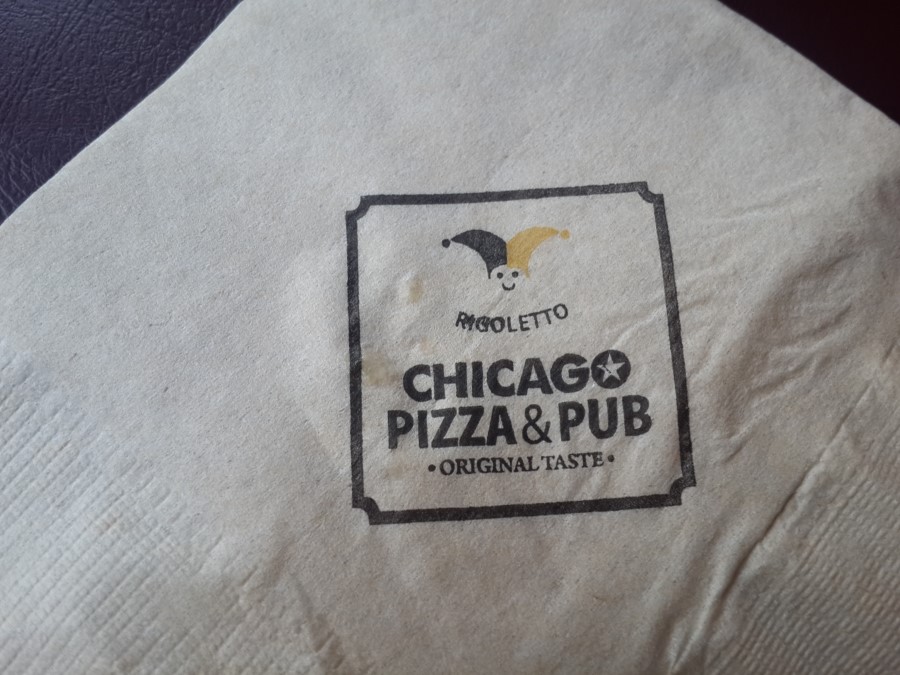 RIGOLETTO
CHICAGO
PIZZA & PUB
• ORIGINAL TASTE •